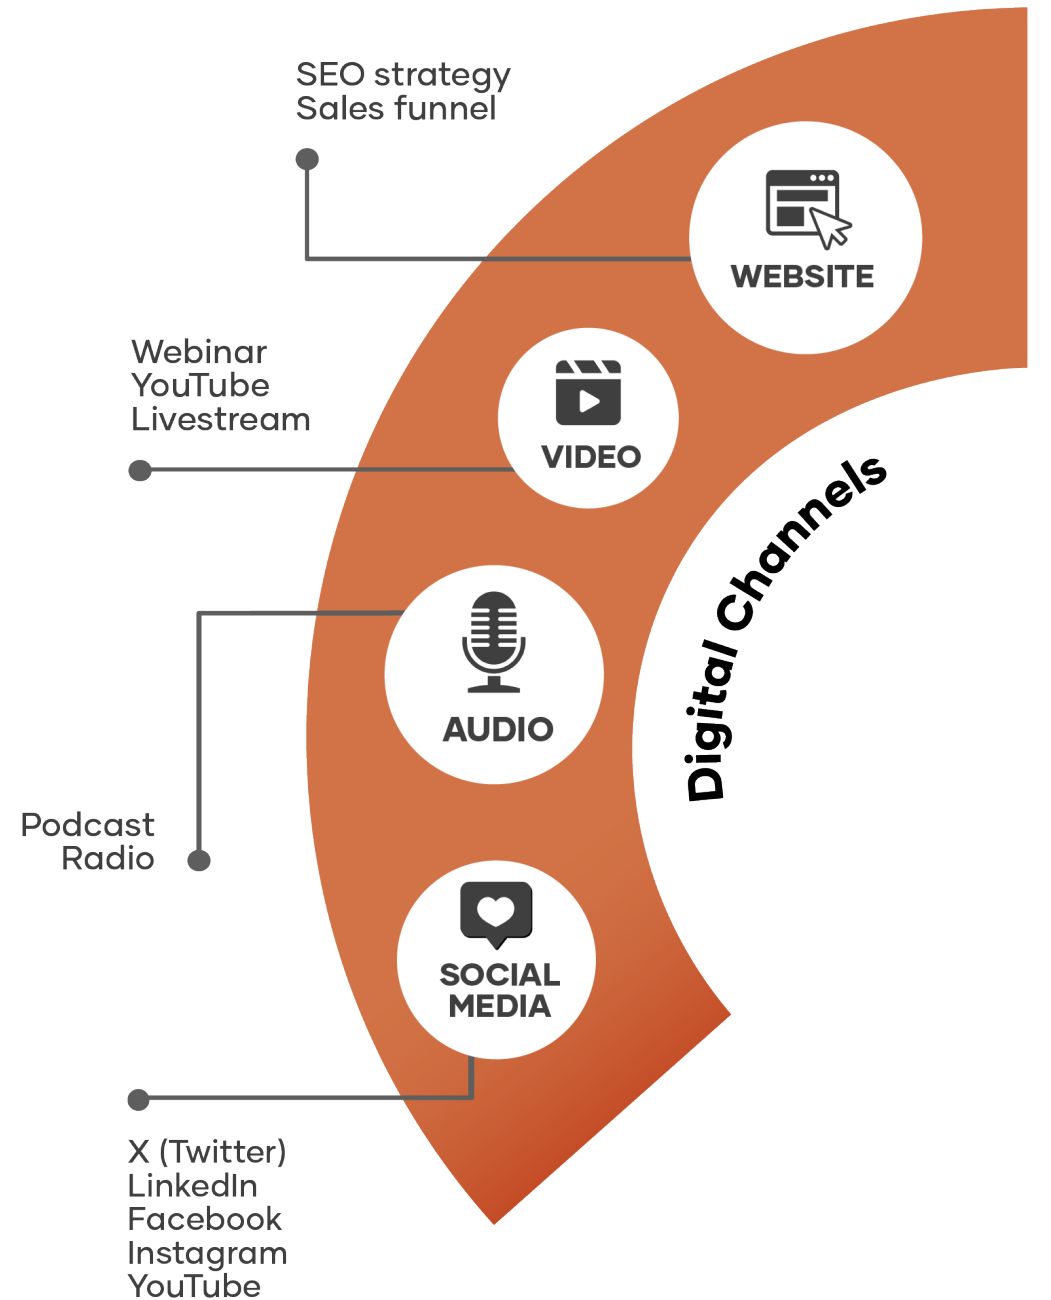 SEO strategy
Sales funnel
WEBSITE
Webinar
YouTube
Livestream
VIDEO
Digital Channels
AUDIO
Podcast
Radio
SOCIAL
MEDIA
X (Twitter)
LinkedIn
Facebook
Instagram
YouTube